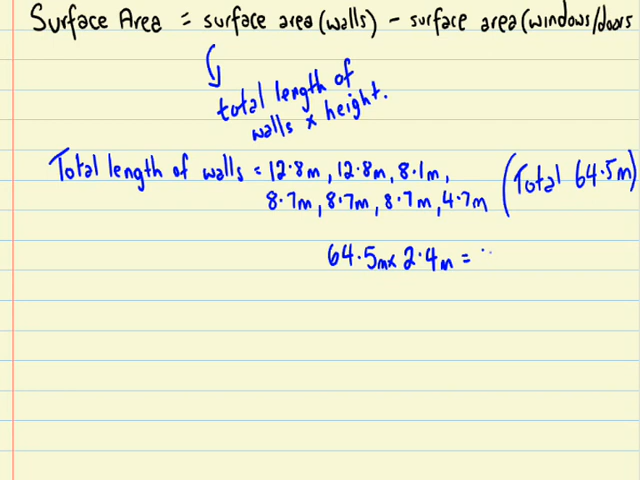 Surface Area = surface area (walls) - surface area (windows/doors
total length of
walls x height.
Total length of walls = 12.8m, 12.8m, 8.1m,
8.7m, 8.7m, 8.7m, 4.7m
(Total 64.5m)
64.5m x 2.4m =